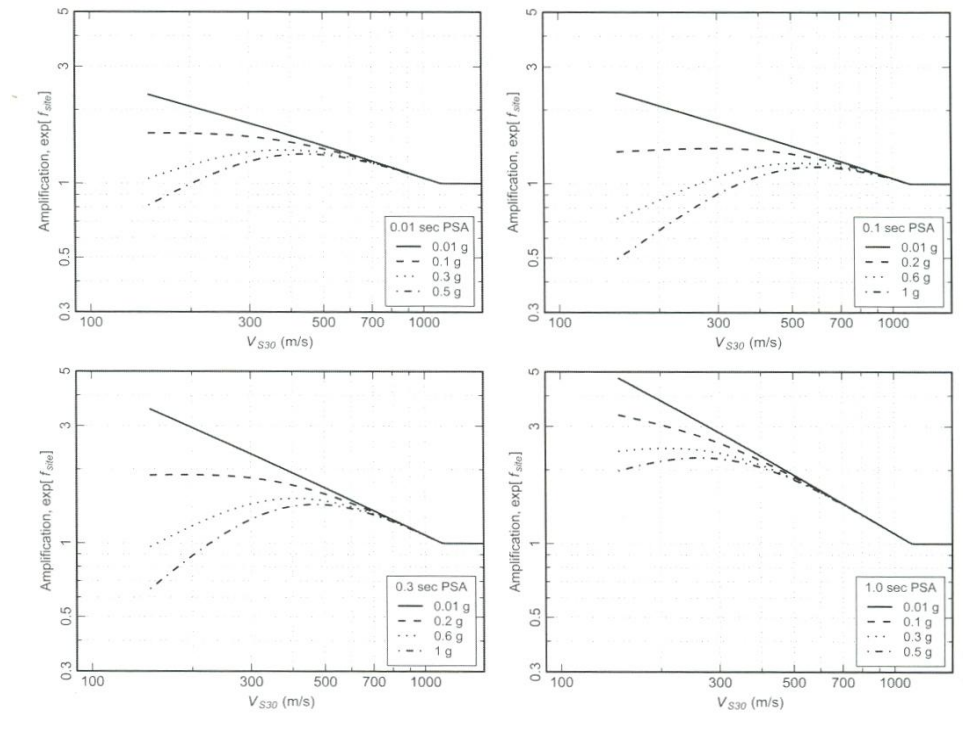 5
3
1
0.5
0.3
Amplification, exp[ f_site]
0.01 sec PSA
0.01 g
0.1 g
0.3 g
0.5 g
100 300 500 700 1000
V_S30 (m/s)
5
3
1
0.5
0.3
Amplification, exp[ f_site]
0.1 sec PSA
0.01 g
0.2 g
0.6 g
1 g
100 300 500 700 1000
V_S30 (m/s)
5
3
1
0.5
0.3
Amplification, exp[ f_site]
0.3 sec PSA
0.01 g
0.2 g
0.6 g
1 g
100 300 500 700 1000
V_S30 (m/s)
5
3
1
0.5
0.3
Amplification, exp[ f_site]
1.0 sec PSA
0.01 g
0.1 g
0.3 g
0.5 g
100 300 500 700 1000
V_S30 (m/s)